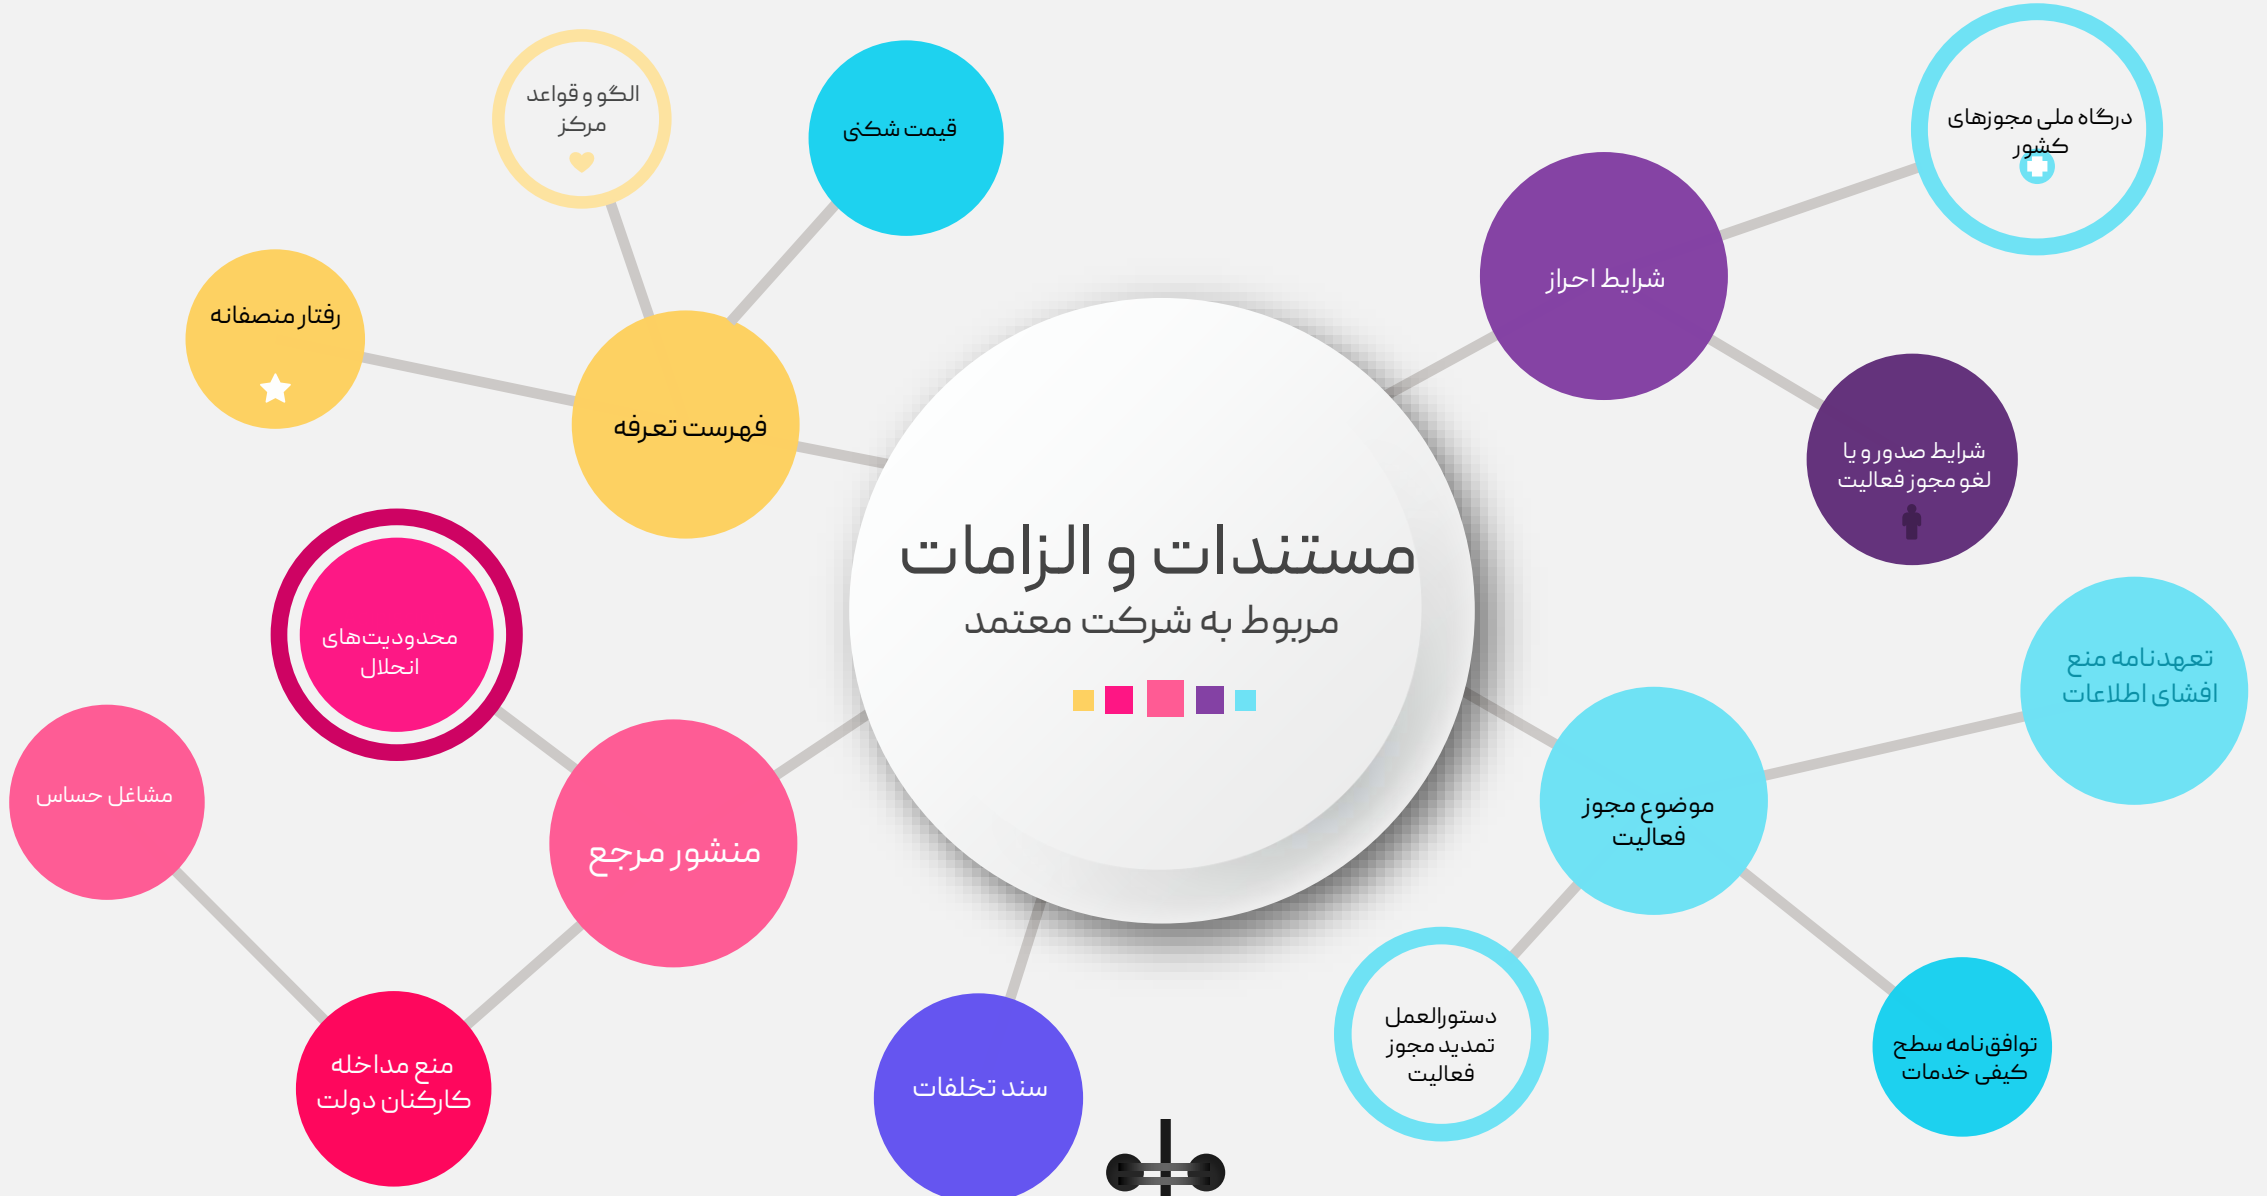 مستندات و الزامات
مربوط به شرکت معتمد
شرایط احراز
درگاه ملی مجوزهای
کشور
شرایط صدور و یا
لغو مجوز فعالیت
موضوع مجوز
فعالیت
تعهدنامه منع
افشای اطلاعات
توافق‌نامه سطح
کیفی خدمات
دستورالعمل
تمدید مجوز
فعالیت
سند تخلفات
منشور مرجع
محدودیت‌های
انحلال
منع مداخله
کارکنان دولت
مشاغل حساس
فهرست تعرفه
قیمت شکنی
الگو و قواعد
مرکز
رفتار منصفانه